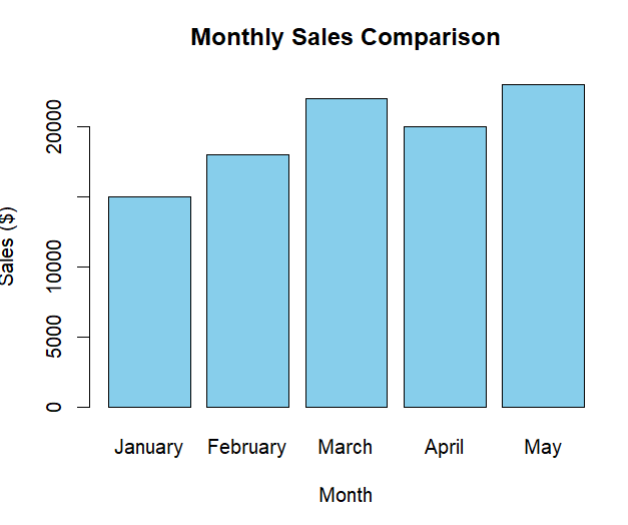 Monthly Sales Comparison
Sales ($)
20000
10000
5000
0
January February March April May
Month